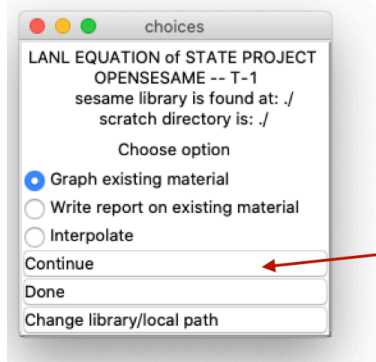 choices
LANL EQUATION of STATE PROJECT
OPENSESAME -- T-1
sesame library is found at: ./
scratch directory is: ./
Choose option
Graph existing material
Write report on existing material
Interpolate
Continue
Done
Change library/local path